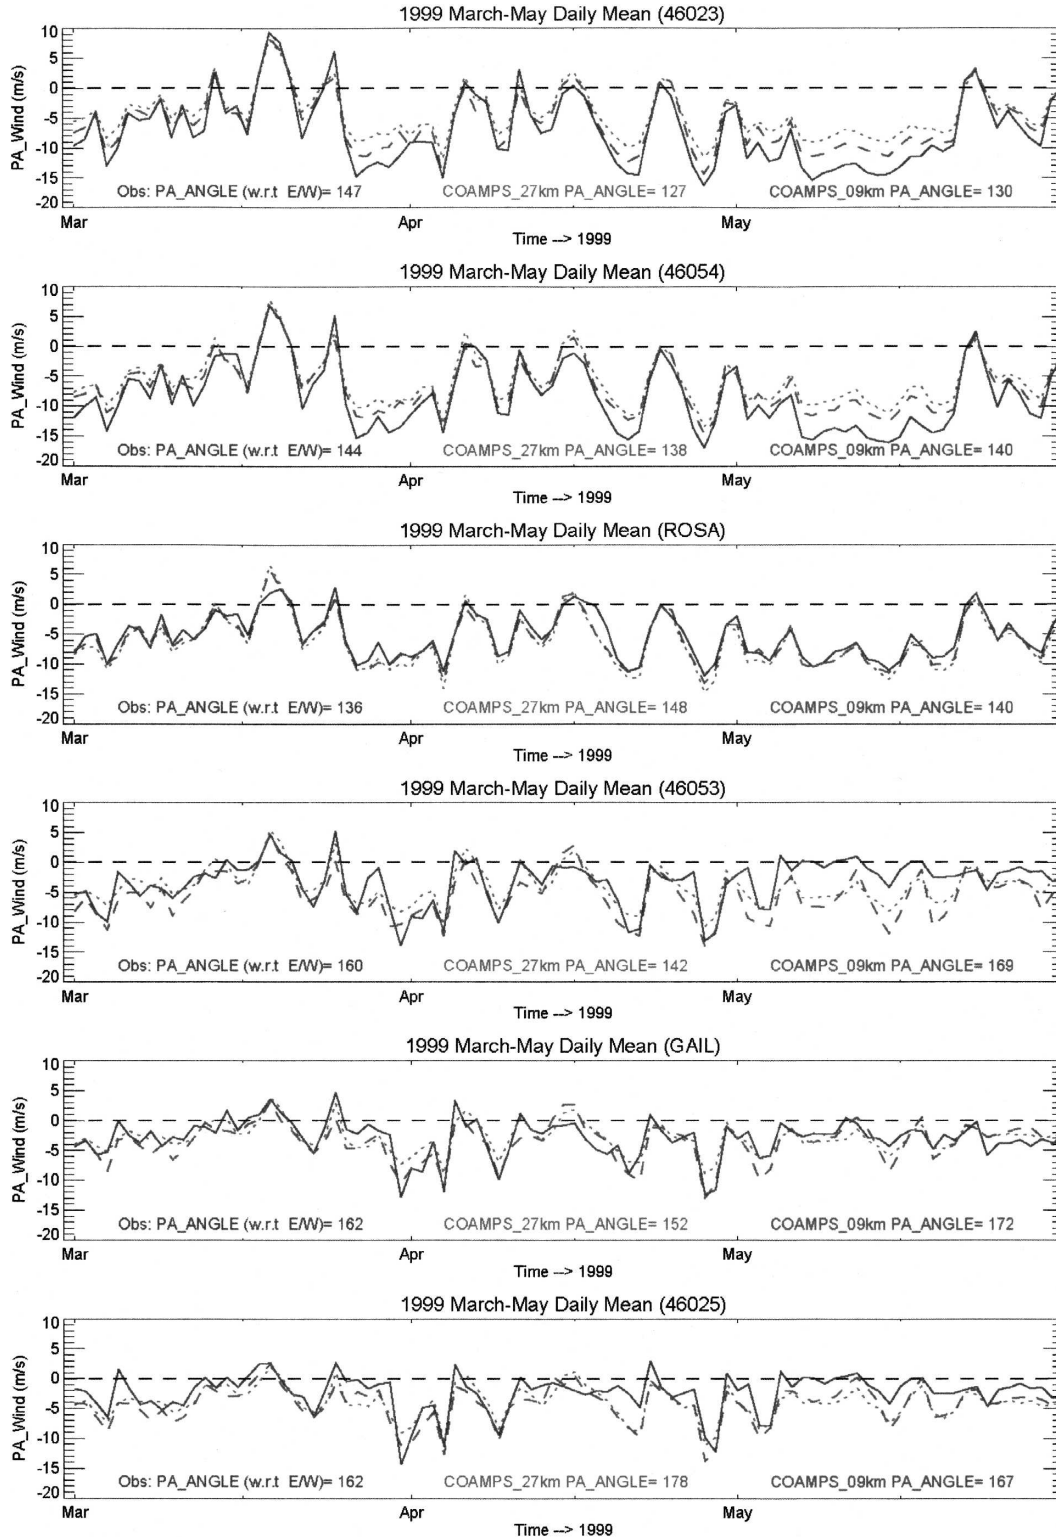 1999 March-May Daily Mean (46023)
PA_Wind (m/s)
10
5
0
-5
-10
-15
-20
Obs: PA_ANGLE (w.r.t E/W)= 147 COAMPS_27km PA_ANGLE= 127 COAMPS_09km PA_ANGLE= 130
Mar Apr May
Time --> 1999
1999 March-May Daily Mean (46054)
PA_Wind (m/s)
10
5
0
-5
-10
-15
-20
Obs: PA_ANGLE (w.r.t E/W)= 144 COAMPS_27km PA_ANGLE= 138 COAMPS_09km PA_ANGLE= 140
Mar Apr May
Time --> 1999
1999 March-May Daily Mean (ROSA)
PA_Wind (m/s)
10
5
0
-5
-10
-15
-20
Obs: PA_ANGLE (w.r.t E/W)= 136 COAMPS_27km PA_ANGLE= 148 COAMPS_09km PA_ANGLE= 140
Mar Apr May
Time --> 1999
1999 March-May Daily Mean (46053)
PA_Wind (m/s)
10
5
0
-5
-10
-15
-20
Obs: PA_ANGLE (w.r.t E/W)= 160 COAMPS_27km PA_ANGLE= 142 COAMPS_09km PA_ANGLE= 169
Mar Apr May
Time --> 1999
1999 March-May Daily Mean (GAIL)
PA_Wind (m/s)
10
5
0
-5
-10
-15
-20
Obs: PA_ANGLE (w.r.t E/W)= 162 COAMPS_27km PA_ANGLE= 152 COAMPS_09km PA_ANGLE= 172
Mar Apr May
Time --> 1999
1999 March-May Daily Mean (46025)
PA_Wind (m/s)
10
5
0
-5
-10
-15
-20
Obs: PA_ANGLE (w.r.t E/W)= 162 COAMPS_27km PA_ANGLE= 178 COAMPS_09km PA_ANGLE= 167
Mar Apr May
Time --> 1999